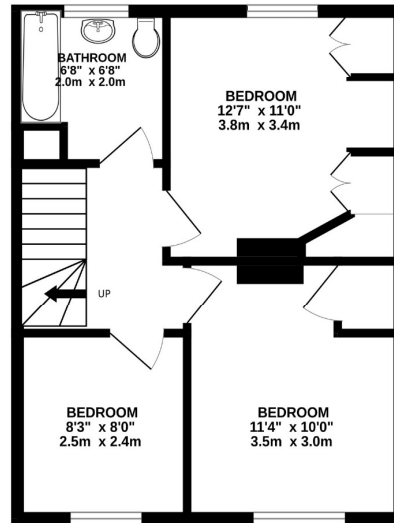 BATHROOM
6'8" x 6'8"
2.0m x 2.0m
BEDROOM
12'7" x 11'0"
3.8m x 3.4m
UP
BEDROOM
8'3" x 8'0"
2.5m x 2.4m
BEDROOM
11'4" x 10'0"
3.5m x 3.0m